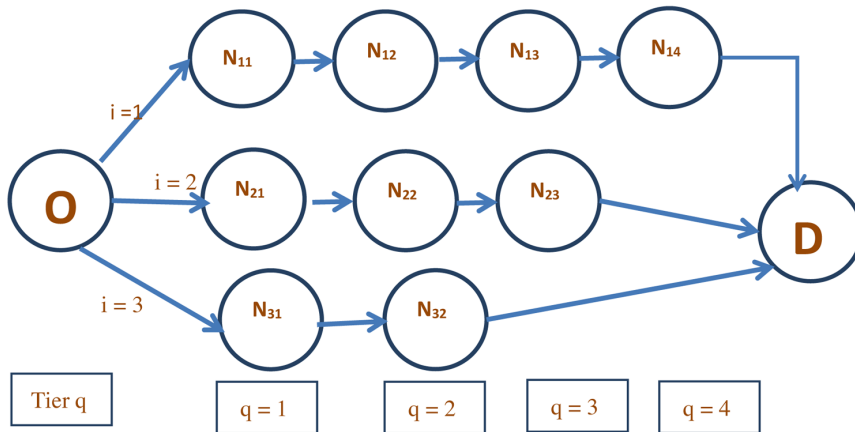 N₁₁
N₁₂
N₁₃
N₁₄
i =1
O
i = 2
N₂₁
N₂₂
N₂₃
D
i = 3
N₃₁
N₃₂
Tier q
q = 1
q = 2
q = 3
q = 4